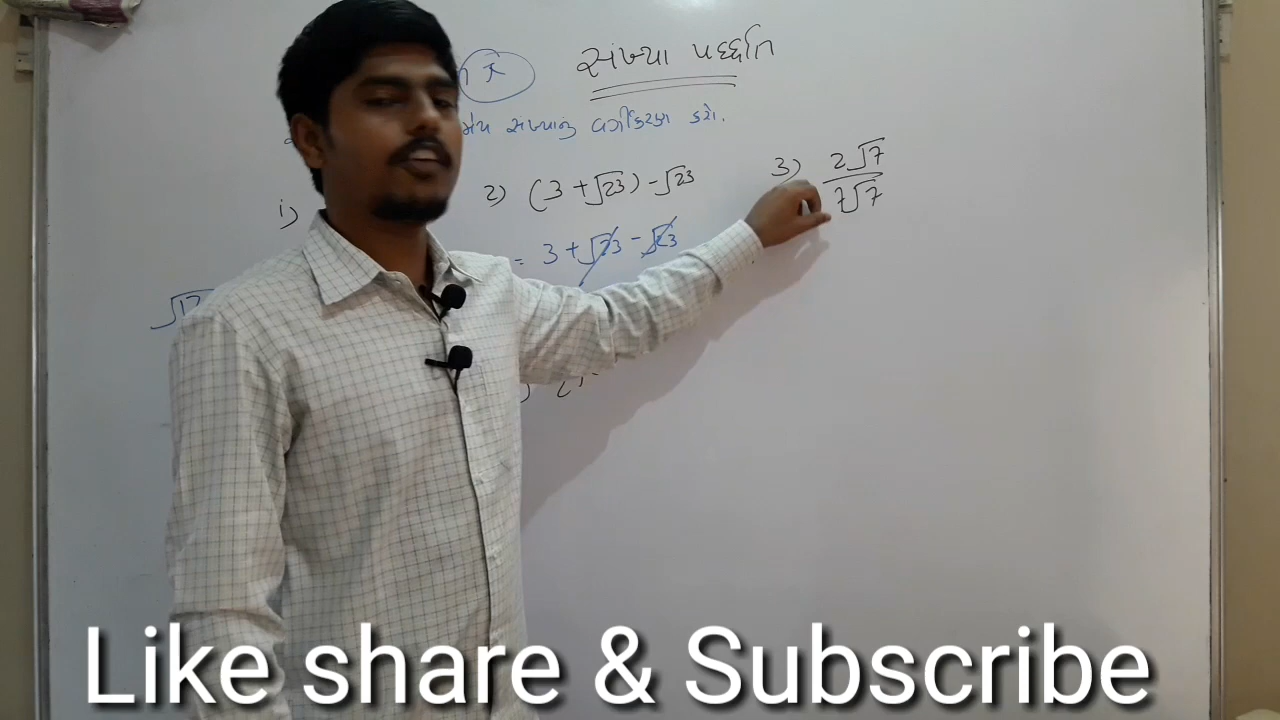 સંખ્યા પદ્ધતિ
સંખ્યાનું વર્ગીકરણ કરો.
i)
2) (3 + √23) - √23
3) 2√7 / 7√7
= 3 + √23 - √23
Like share & Subscribe